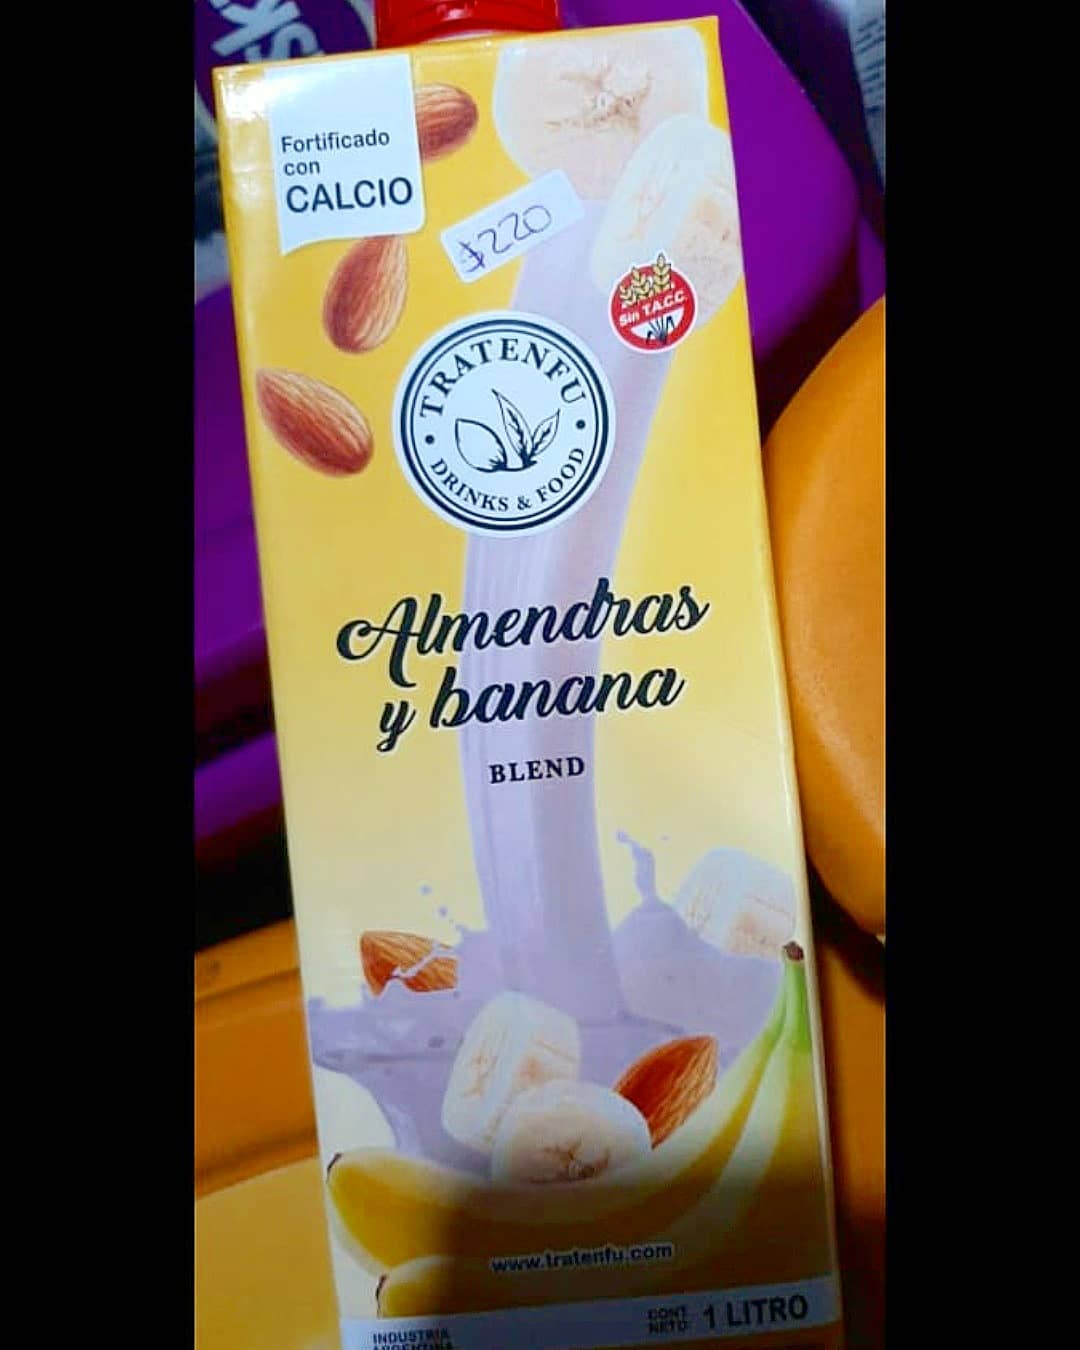 Fortificado
con
CALCIO
$220
Sin T.A.C.C.
TRATENFU
DRINKS & FOOD
Almendras
y banana
BLEND
www.tratenfu.com
CONT.
NETO:
1 LITRO
INDUSTRIA
ARGENTINA